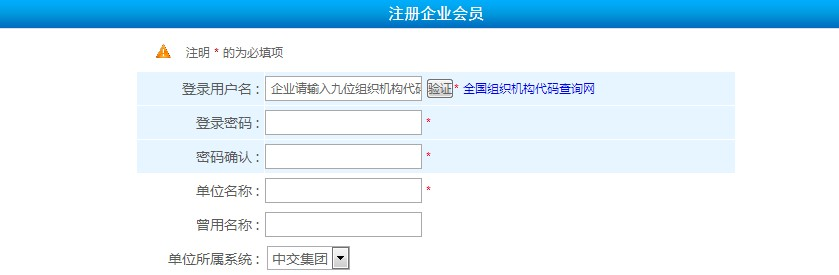 注册企业会员
注明 * 的为必填项
登录用户名： 企业请输入九位组织机构代 验证 * 全国组织机构代码查询网
登录密码： *
密码确认： *
单位名称： *
曾用名称：
单位所属系统： 中交集团